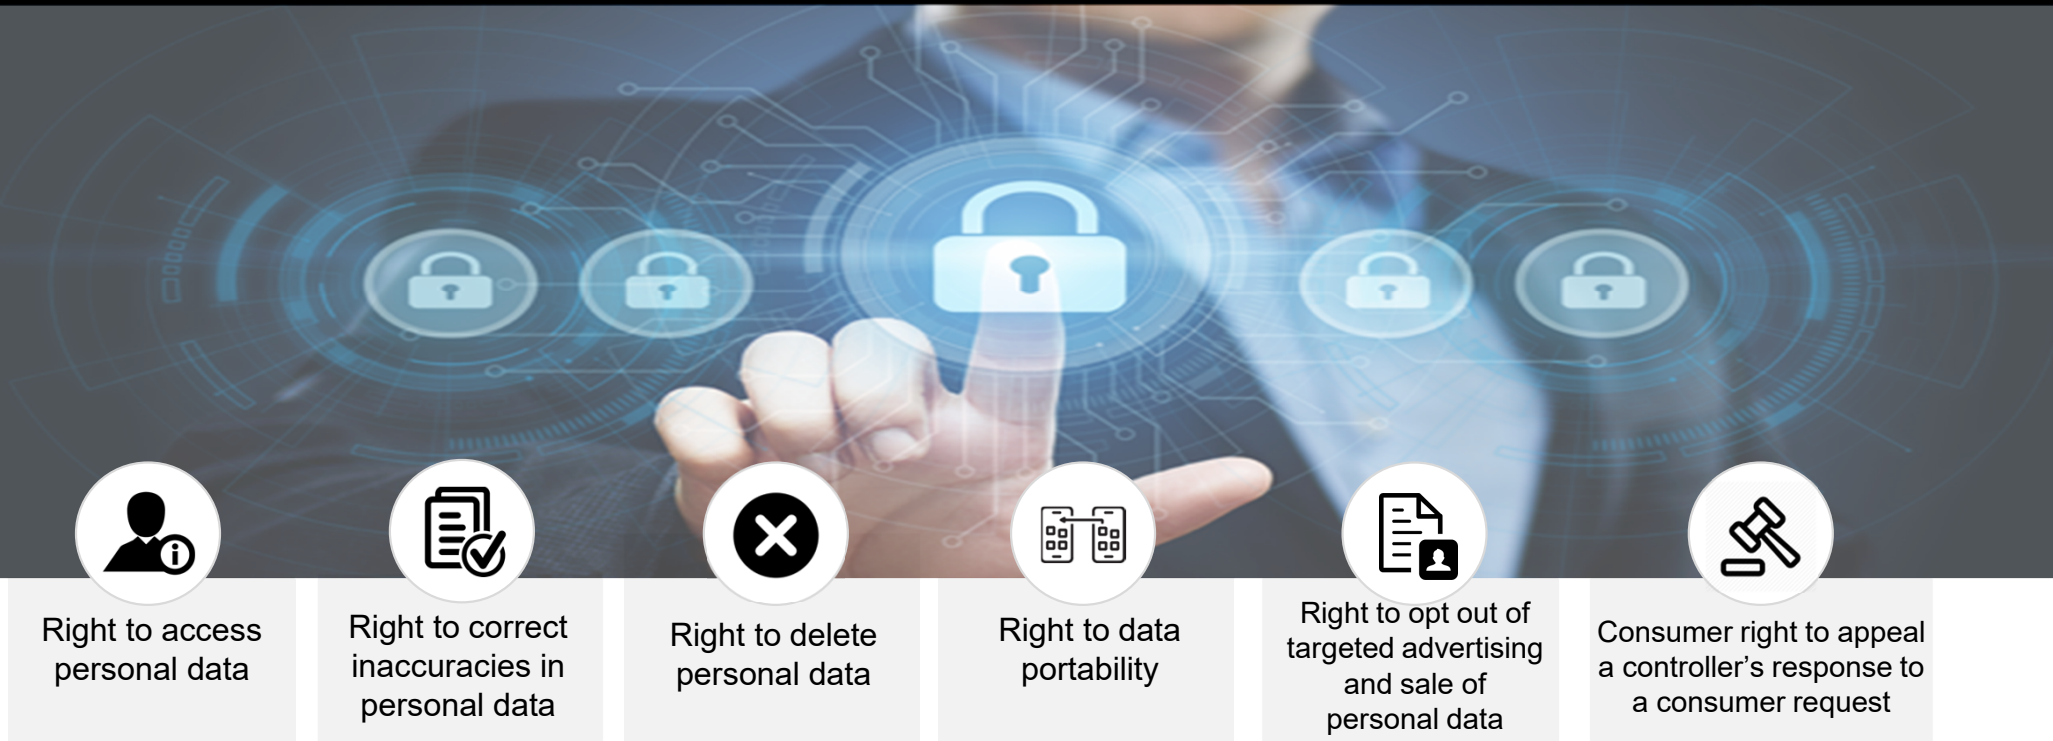 Right to access
personal data
Right to correct
inaccuracies in
personal data
Right to delete
personal data
Right to data
portability
Right to opt out of
targeted advertising
and sale of
personal data
Consumer right to appeal
a controller's response to
a consumer request